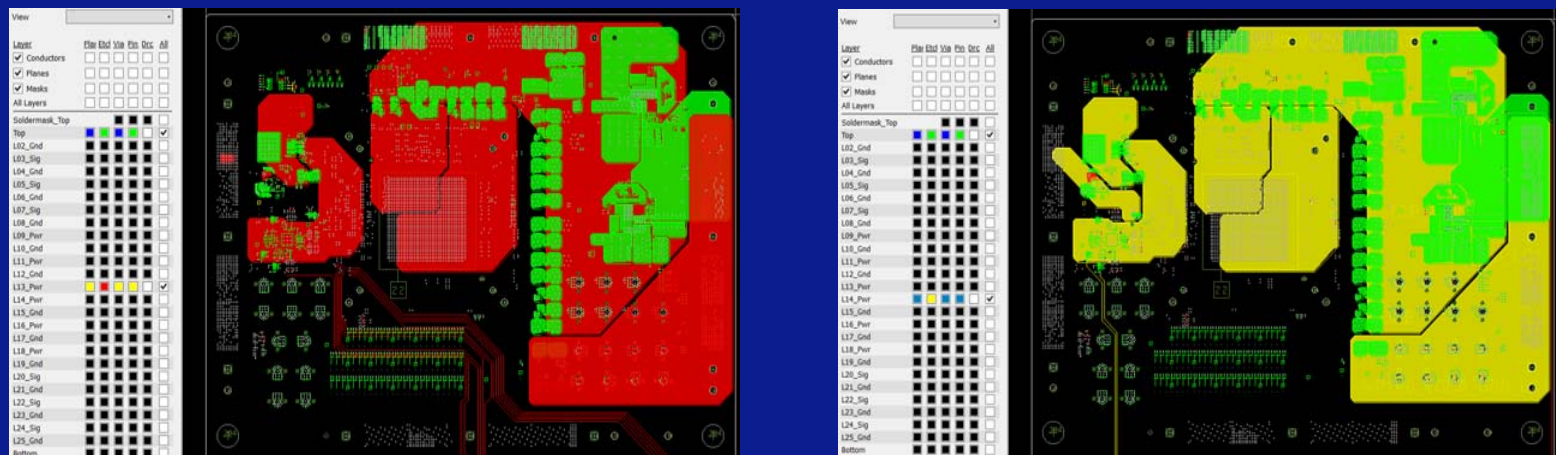 View
Layer Plan Etch Via Pin Drc All
Conductors
Planes
Masks
All Layers
Soldermask_Top
Top
L02_Gnd
L03_Sig
L04_Gnd
L05_Sig
L06_Gnd
L07_Sig
L08_Gnd
L09_Pwr
L10_Gnd
L11_Pwr
L12_Gnd
L13_Pwr
L14_Pwr
L15_Gnd
L16_Pwr
L17_Gnd
L18_Pwr
L19_Gnd
L20_Sig
L21_Gnd
L22_Sig
L23_Gnd
L24_Sig
L25_Gnd
Bottom
View
Layer Plan Etch Via Pin Drc All
Conductors
Planes
Masks
All Layers
Soldermask_Top
Top
L02_Gnd
L03_Sig
L04_Gnd
L05_Sig
L06_Gnd
L07_Sig
L08_Gnd
L09_Pwr
L10_Gnd
L11_Pwr
L12_Gnd
L13_Pwr
L14_Pwr
L15_Gnd
L16_Pwr
L17_Gnd
L18_Pwr
L19_Gnd
L20_Sig
L21_Gnd
L22_Sig
L23_Gnd
L24_Sig
L25_Gnd
Bottom